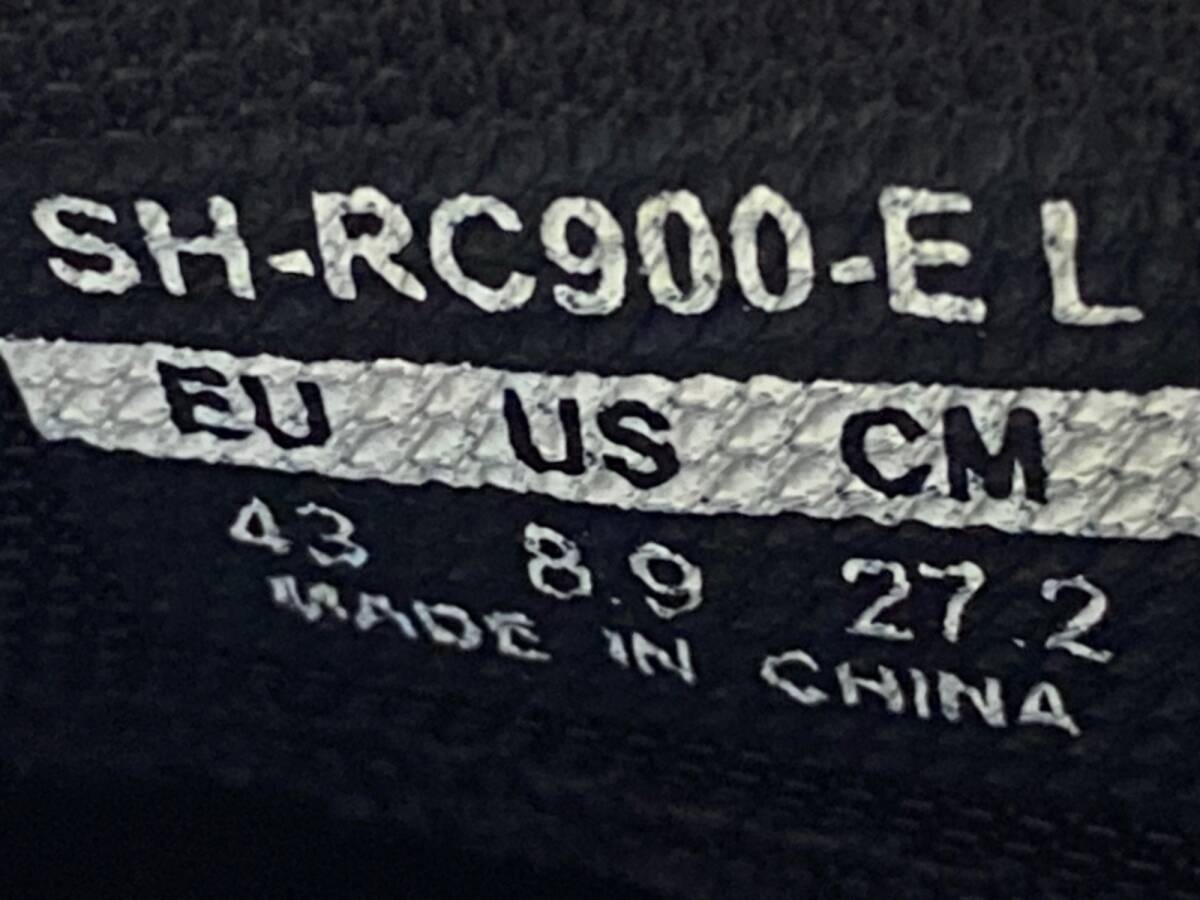 SH-RC900-E L
EU US CM
43 8.9 27.2
MADE IN CHINA